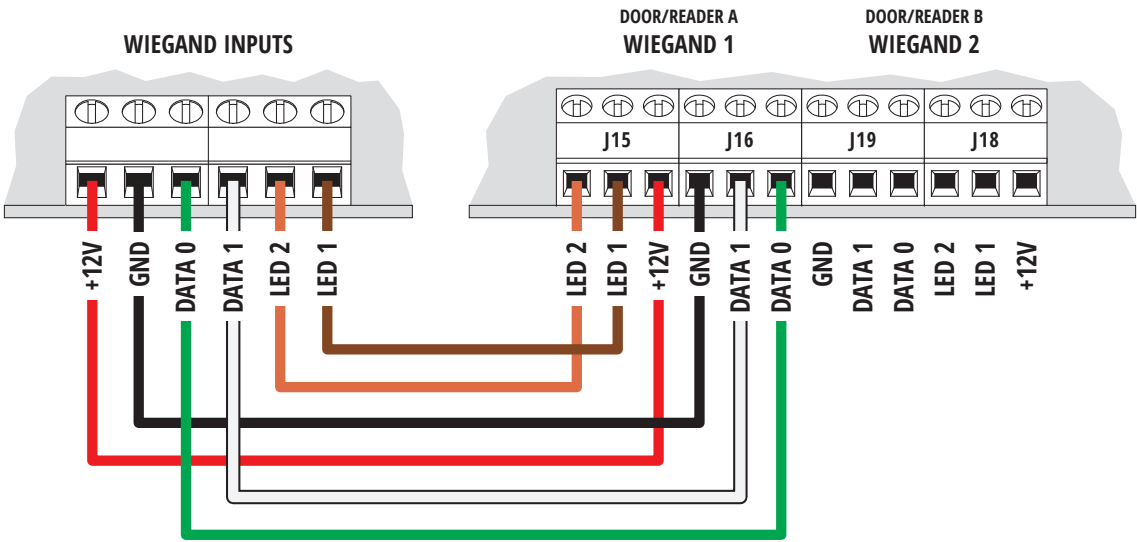 WIEGAND INPUTS
DOOR/READER A
WIEGAND 1
DOOR/READER B
WIEGAND 2
J15
J16
J19
J18
+12V
GND
DATA 0
DATA 1
LED 2
LED 1
LED 2
LED 1
+12V
GND
DATA 1
DATA 0
GND
DATA 1
DATA 0
LED 2
LED 1
+12V